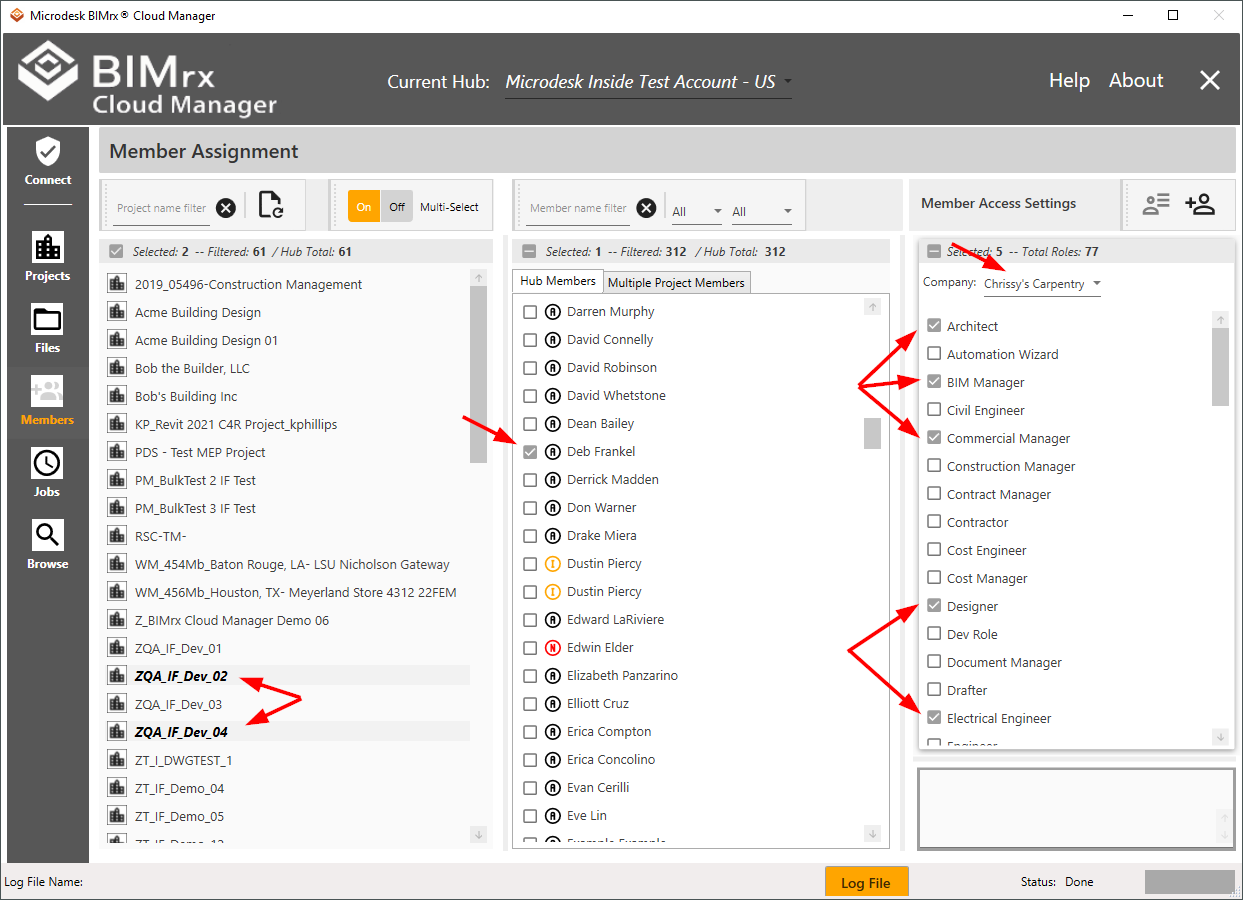 Microdesk BIMrx® Cloud Manager
BIMrx
Cloud Manager
Current Hub: Microdesk Inside Test Account - US
Help About
Connect
Projects
Files
Members
Jobs
Browse
Member Assignment
Project name filter
On Off Multi-Select
Selected: 2 -- Filtered: 61 / Hub Total: 61
2019_05496-Construction Management
Acme Building Design
Acme Building Design 01
Bob the Builder, LLC
Bob's Building Inc
KP_Revit 2021 C4R Project_kphillips
PDS - Test MEP Project
PM_BulkTest 2 IF Test
PM_BulkTest 3 IF Test
RSC-TM-
WM_454Mb_Baton Rouge, LA- LSU Nicholson Gateway
WM_456Mb_Houston, TX- Meyerland Store 4312 22FEM
Z_BIMrx Cloud Manager Demo 06
ZQA_IF_Dev_01
ZQA_IF_Dev_02
ZQA_IF_Dev_03
ZQA_IF_Dev_04
ZT_I_DWGTEST_1
ZT_IF_Demo_04
ZT_IF_Demo_05
Member name filter
All All
Selected: 1 -- Filtered: 312 / Hub Total: 312
Hub Members Multiple Project Members
A Darren Murphy
A David Connelly
A David Robinson
A David Whetstone
A Dean Bailey
A Deb Frankel
A Derrick Madden
A Don Warner
A Drake Miera
I Dustin Piercy
I Dustin Piercy
A Edward LaRiviere
N Edwin Elder
A Elizabeth Panzarino
A Elliott Cruz
A Erica Compton
A Erica Concolino
A Evan Cerilli
A Eve Lin
Member Access Settings
Selected: 5 -- Total Roles: 77
Company: Chrissy's Carpentry
Architect
Automation Wizard
BIM Manager
Civil Engineer
Commercial Manager
Construction Manager
Contract Manager
Contractor
Cost Engineer
Cost Manager
Designer
Dev Role
Document Manager
Drafter
Electrical Engineer
Log File Name:
Log File
Status: Done